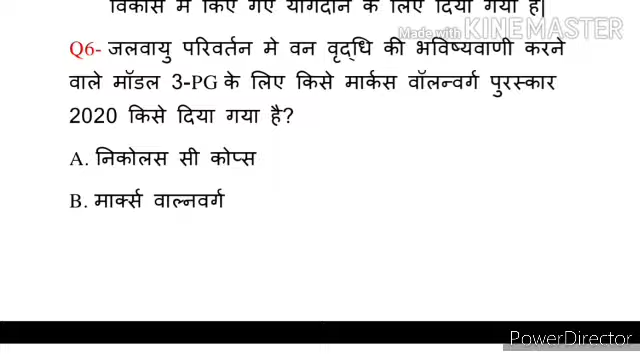 विकास में किए गए योगदान के लिए दिया गया है|
Made with KINEMASTER
Q6- जलवायु परिवर्तन मे वन वृद्धि की भविष्यवाणी करने
वाले मॉडल 3-PG के लिए किसे मार्कस वॉलन्वर्ग पुरस्कार
2020 किसे दिया गया है?
A. निकोलस सी कोप्स
B. मार्क्स वाल्नवर्ग
PowerDirector